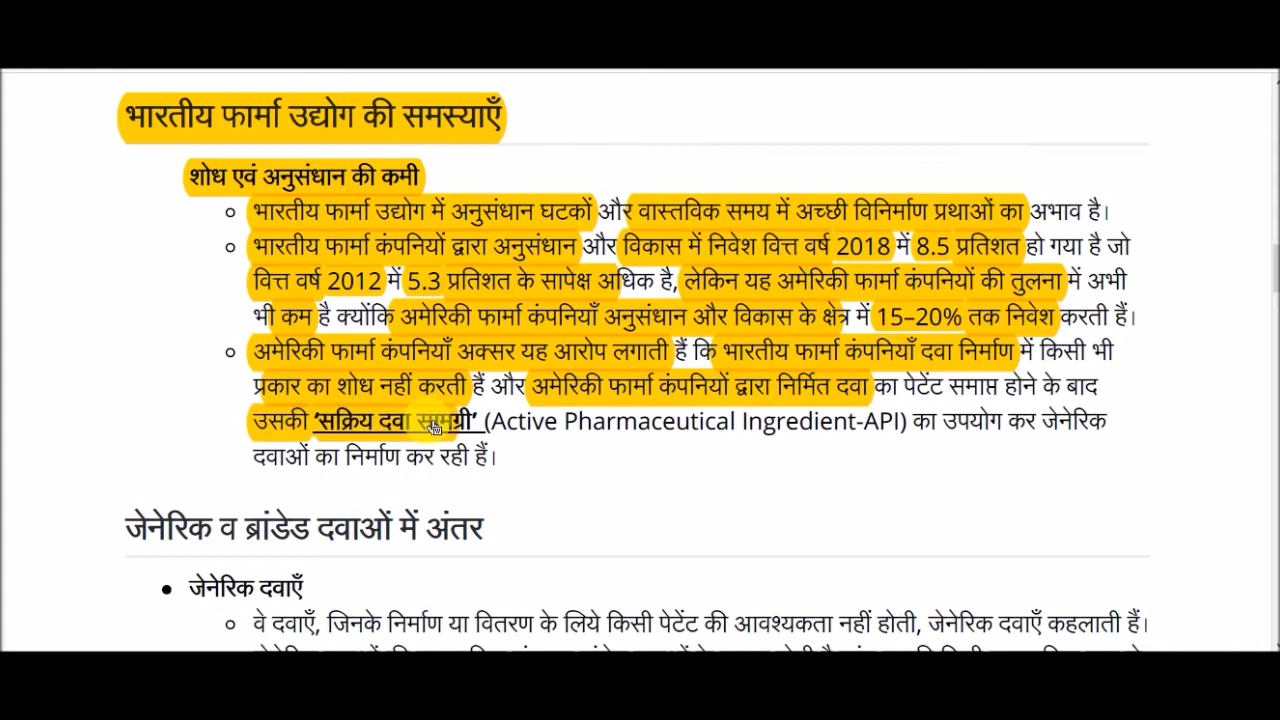 भारतीय फार्मा उद्योग की समस्याएँ
शोध एवं अनुसंधान की कमी
भारतीय फार्मा उद्योग में अनुसंधान घटकों और वास्तविक समय में अच्छी विनिर्माण प्रथाओं का अभाव है।
भारतीय फार्मा कंपनियों द्वारा अनुसंधान और विकास में निवेश वित्त वर्ष 2018 में 8.5 प्रतिशत हो गया है जो
वित्त वर्ष 2012 में 5.3 प्रतिशत के सापेक्ष अधिक है, लेकिन यह अमेरिकी फार्मा कंपनियों की तुलना में अभी
भी कम है क्योंकि अमेरिकी फार्मा कंपनियाँ अनुसंधान और विकास के क्षेत्र में 15–20% तक निवेश करती हैं।
अमेरिकी फार्मा कंपनियाँ अक्सर यह आरोप लगाती हैं कि भारतीय फार्मा कंपनियाँ दवा निर्माण में किसी भी
प्रकार का शोध नहीं करती हैं और अमेरिकी फार्मा कंपनियों द्वारा निर्मित दवा का पेटेंट समाप्त होने के बाद
उसकी ‘सक्रिय दवा सामग्री’ (Active Pharmaceutical Ingredient-API) का उपयोग कर जेनेरिक
दवाओं का निर्माण कर रही हैं।
जेनेरिक व ब्रांडेड दवाओं में अंतर
जेनेरिक दवाएँ
वे दवाएँ, जिनके निर्माण या वितरण के लिये किसी पेटेंट की आवश्यकता नहीं होती, जेनेरिक दवाएँ कहलाती हैं।